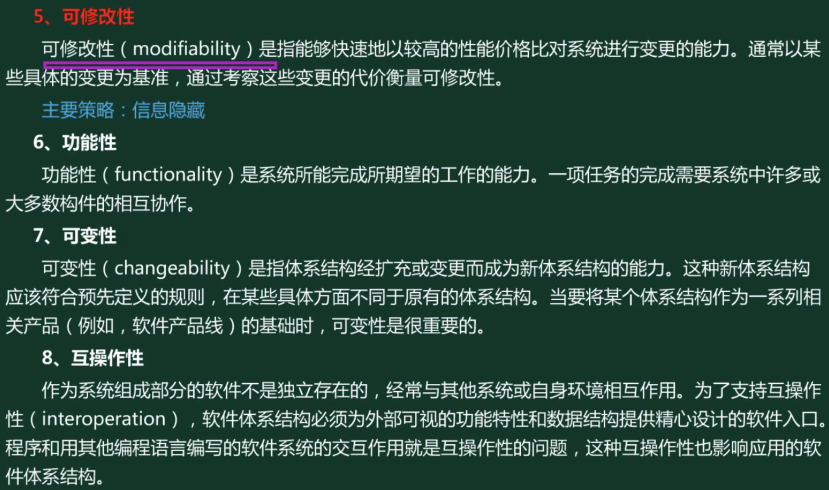 5、可修改性
可修改性（modifiability）是指能够快速地以较高的性能价格比对系统进行变更的能力。通常以某
些具体的变更为基准，通过考察这些变更的代价衡量可修改性。
主要策略：信息隐藏
6、功能性
功能性（functionality）是系统所能完成所期望的工作的能力。一项任务的完成需要系统中许多或
大多数构件的相互协作。
7、可变性
可变性（changeability）是指体系结构经扩充或变更而成为新体系结构的能力。这种新体系结构
应该符合预先定义的规则，在某些具体方面不同于原有的体系结构。当要将某个体系结构作为一系列相
关产品（例如，软件产品线）的基础时，可变性是很重要的。
8、互操作性
作为系统组成部分的软件不是独立存在的，经常与其他系统或自身环境相互作用。为了支持互操作
性（interoperation），软件体系结构必须为外部可视的功能特性和数据结构提供精心设计的软件入口。
程序和用其他编程语言编写的软件系统的交互作用就是互操作性的问题，这种互操作性也影响应用的软
件体系结构。